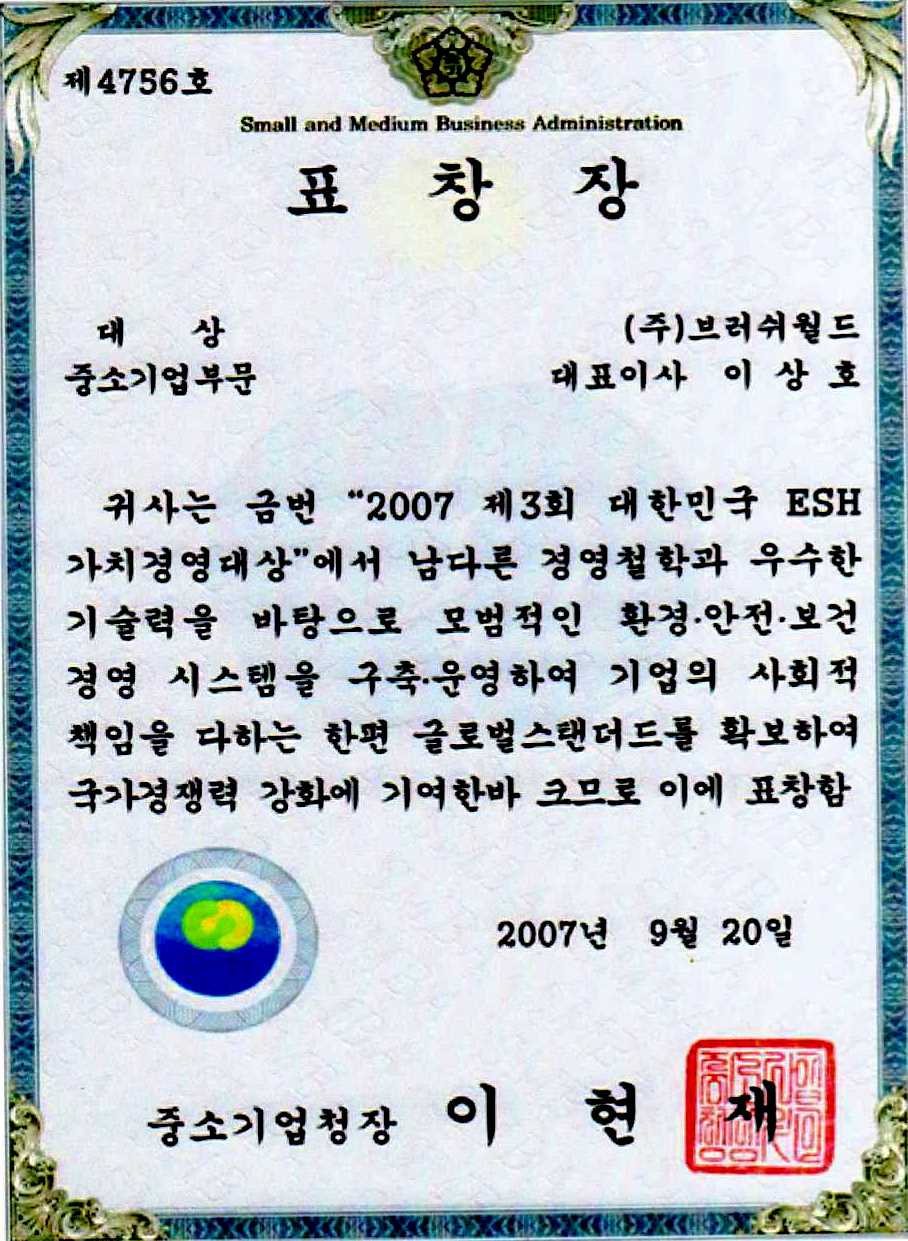 제4756호
Small and Medium Business Administration
표 창 장
대 상
중소기업부문
(주)브러쉬월드
대표이사 이 상 호
귀사는 금번 “2007 제3회 대한민국 ESH
가치경영대상”에서 남다른 경영철학과 우수한
기술력을 바탕으로 모범적인 환경·안전·보건
경영 시스템을 구축·운영하여 기업의 사회적
책임을 다하는 한편 글로벌스탠더드를 확보하여
국가경쟁력 강화에 기여한바 크므로 이에 표창함
2007년 9월 20일
중소기업청장 이 현 재